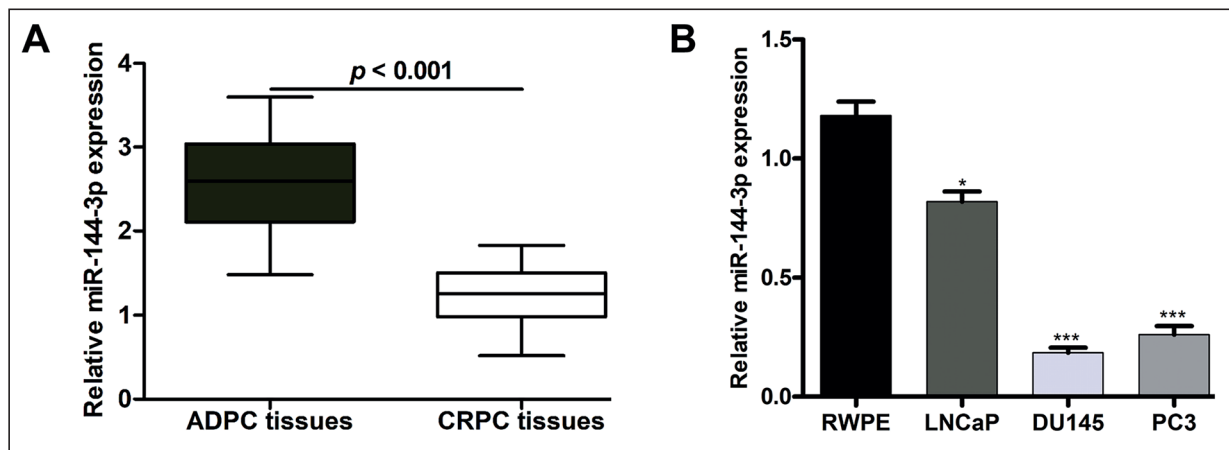 A
Relative miR-144-3p expression
4
3
2
1
0
p < 0.001
ADPC tissues
CRPC tissues
B
Relative miR-144-3p expression
1.5
1.0
0.5
0.0
*
***
***
RWPE
LNCaP
DU145
PC3